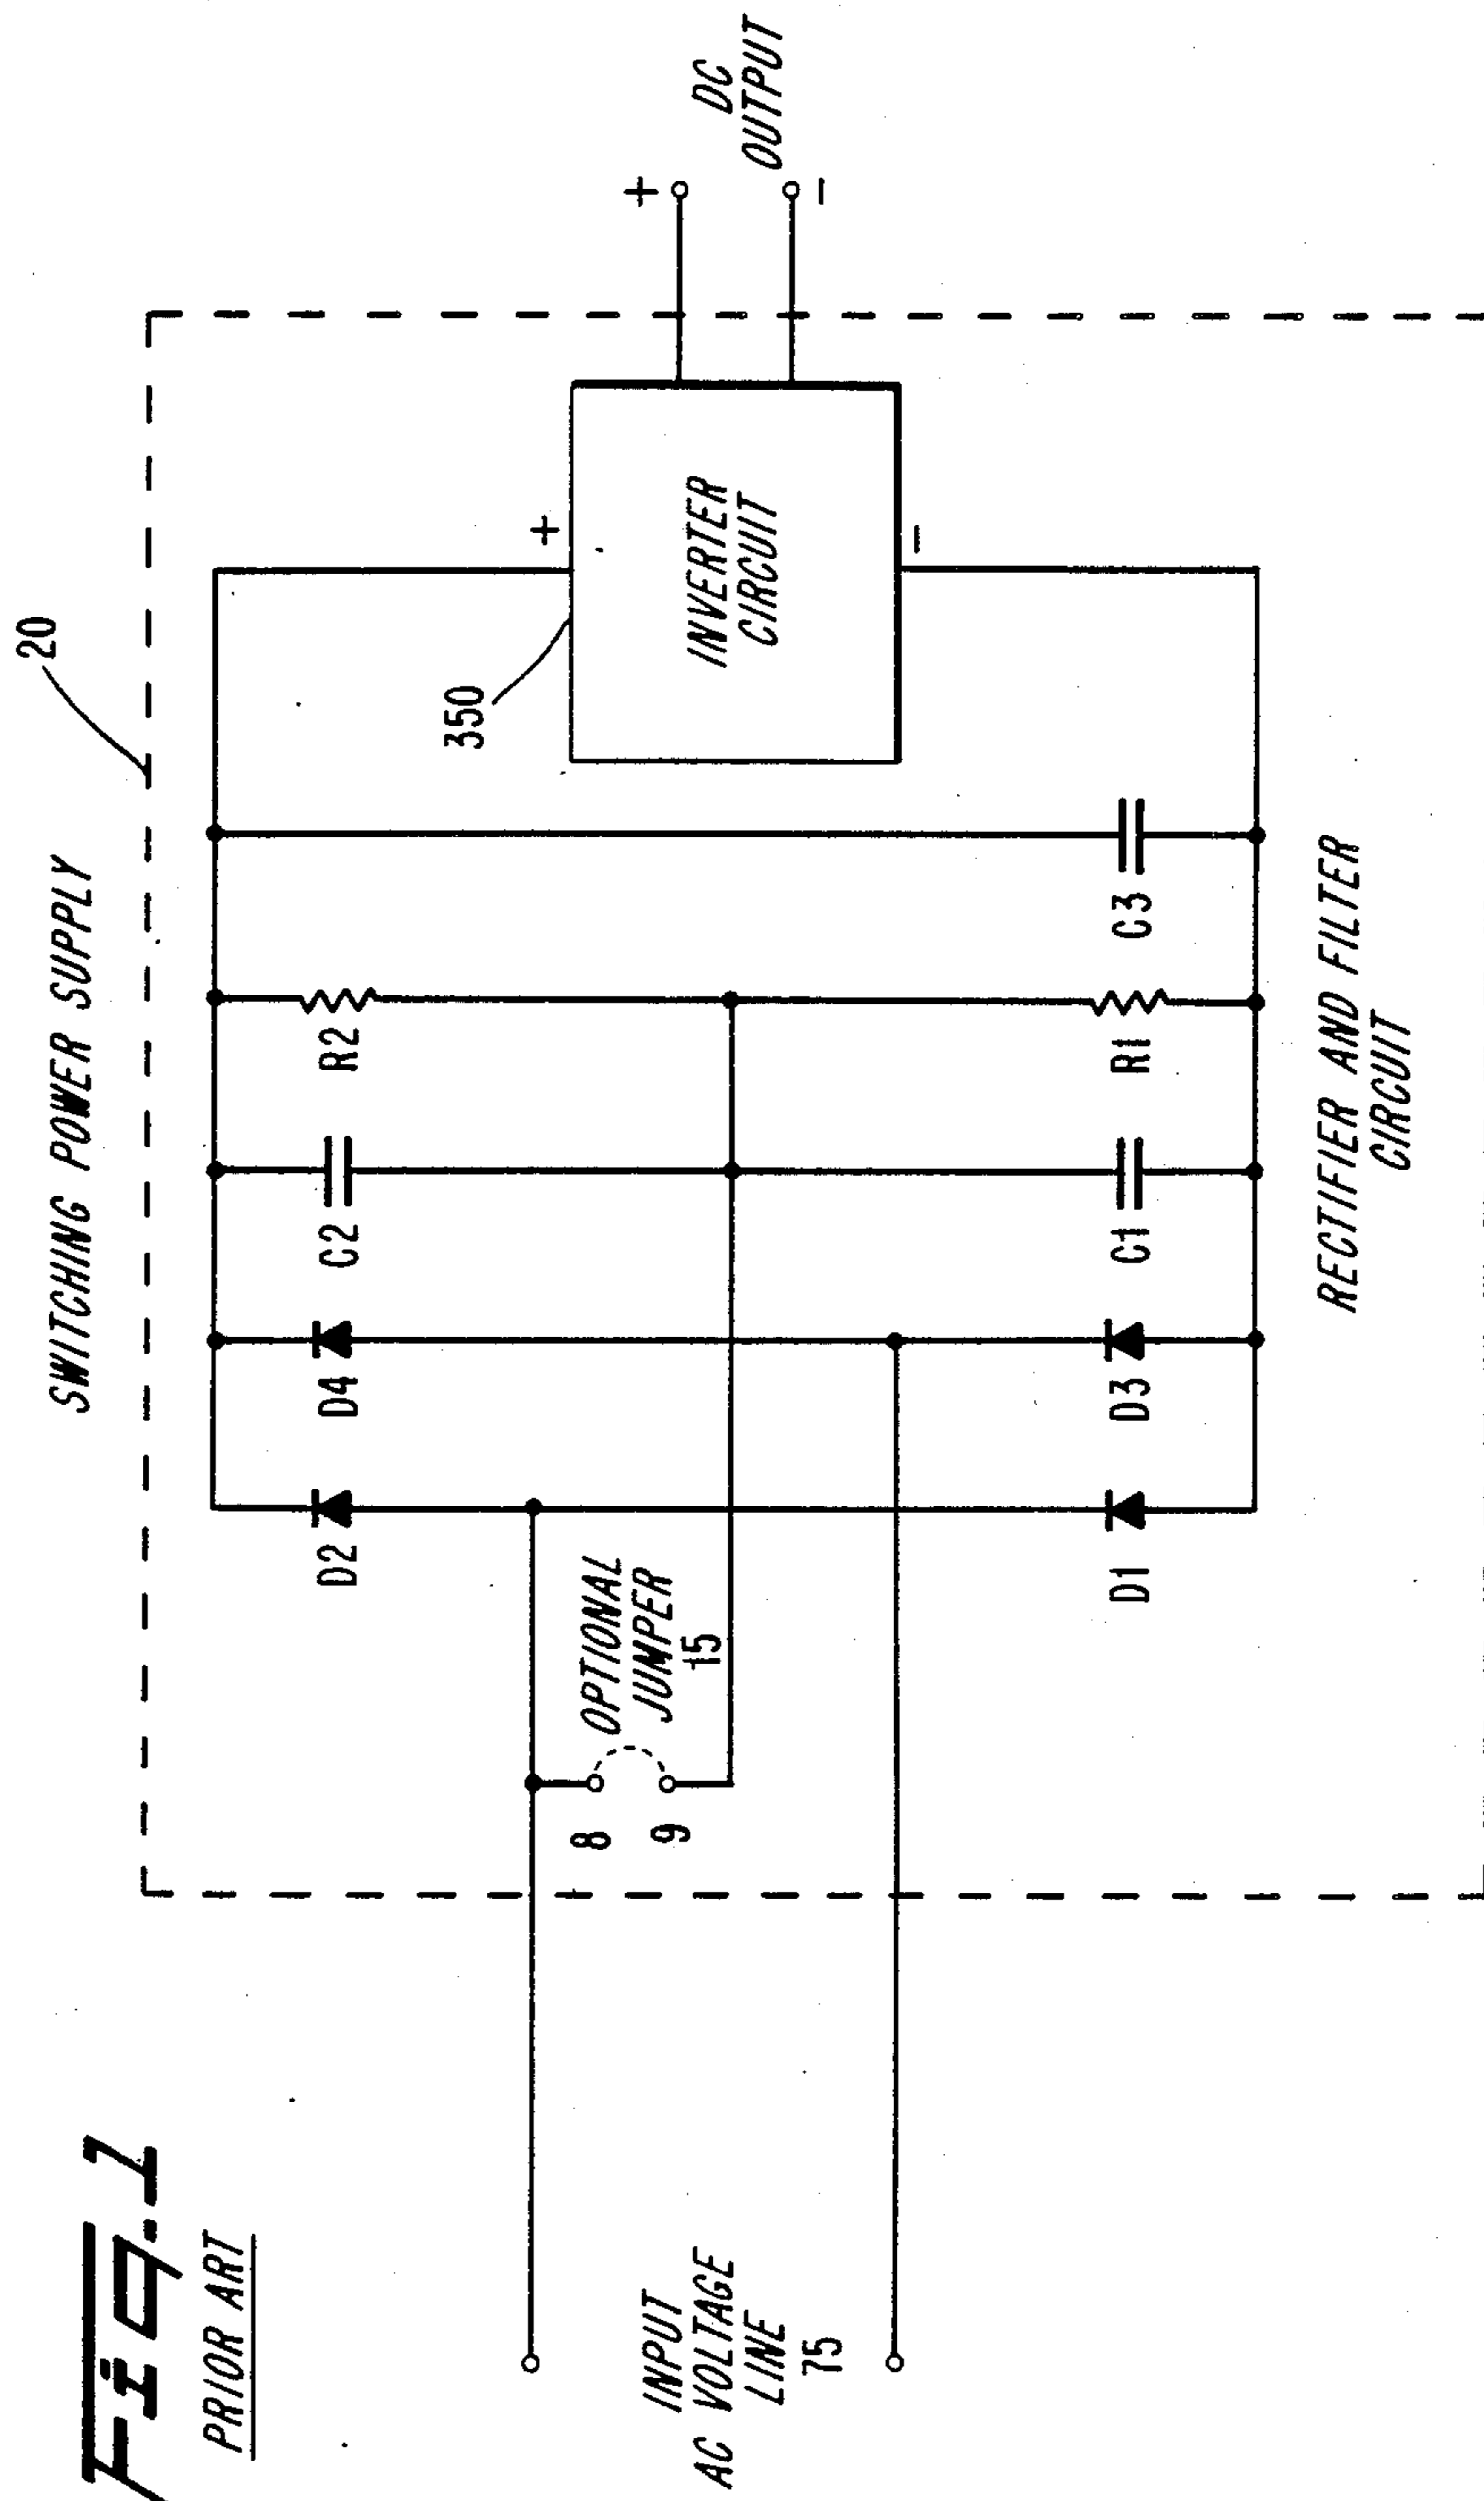 Fig. 1
PRIOR ART
SWITCHING POWER SUPPLY
20
INPUT
AC VOLTAGE
LINE
75
8
9
OPTIONAL
JUMPER
15
D2
D4
C2
R2
D1
D3
C1
R1
C3
350
+
INVERTER
CIRCUIT
–
+
DC
OUTPUT
–
RECTIFIER AND FILTER
CIRCUIT